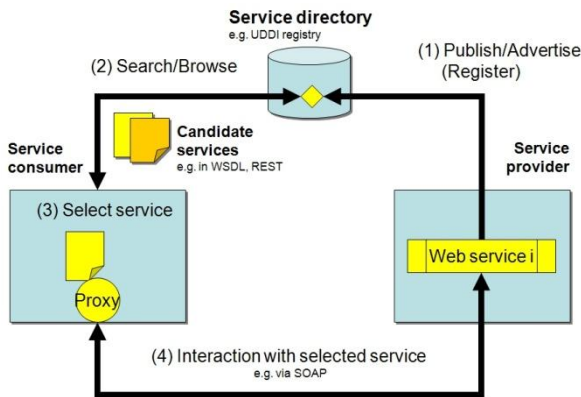 Service directory
e.g. UDDI registry
(1) Publish/Advertise
(Register)
(2) Search/Browse
Candidate
services
e.g. in WSDL, REST
Service
consumer
Service
provider
(3) Select service
Proxy
Web service i
(4) Interaction with selected service
e.g. via SOAP